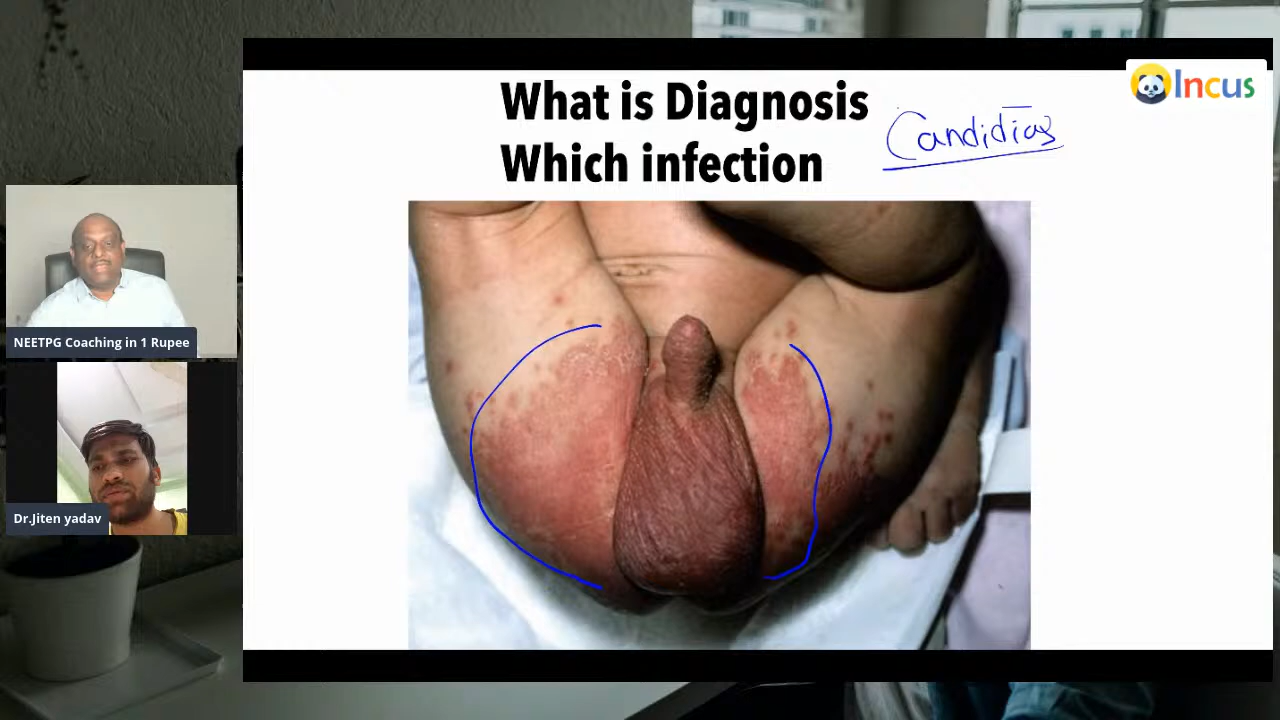 What is Diagnosis
Which infection
Candidias
Incus
NEETPG Coaching in 1 Rupee
Dr.Jiten yadav